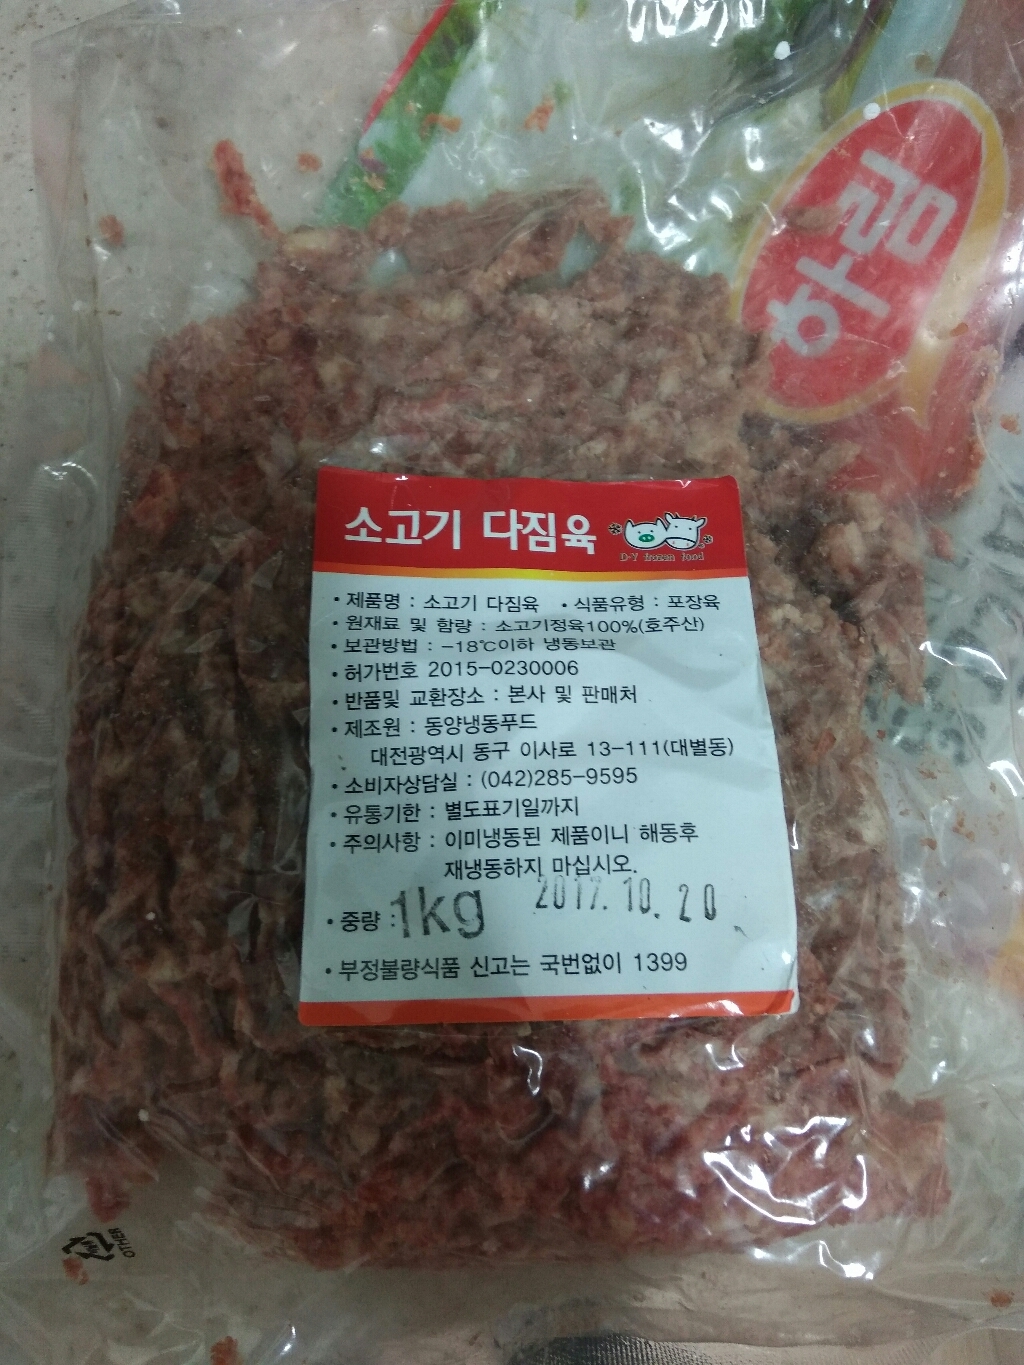 하림
소고기 다짐육
D-Y frozen food
• 제품명 : 소고기 다짐육 • 식품유형 : 포장육
• 원재료 및 함량 : 소고기정육100%(호주산)
• 보관방법 : -18℃이하 냉동보관
• 허가번호 2015-0230006
• 반품및 교환장소 : 본사 및 판매처
• 제조원 : 동양냉동푸드
대전광역시 동구 이사로 13-111(대별동)
• 소비자상담실 : (042)285-9595
• 유통기한 : 별도표기일까지
• 주의사항 : 이미냉동된 제품이니 해동후
재냉동하지 마십시오.
2017.10.20
• 중량 : 1kg
• 부정불량식품 신고는 국번없이 1399
OTHER